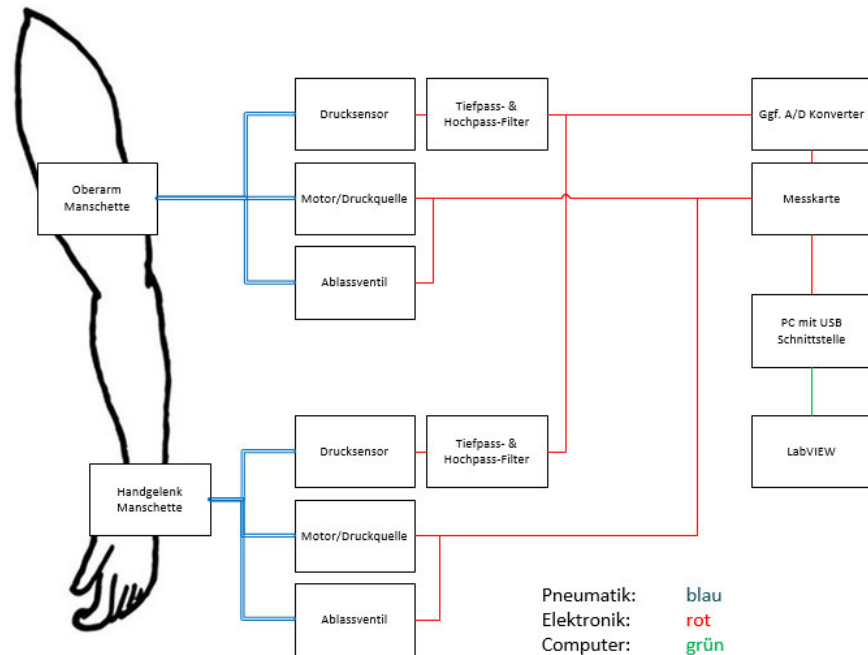 Drucksensor
Tiefpass- &
Hochpass-Filter
Ggf. A/D Konverter
Oberarm
Manschette
Motor/Druckquelle
Messkarte
Ablassventil
PC mit USB
Schnittstelle
Drucksensor
Tiefpass- &
Hochpass-Filter
LabVIEW
Handgelenk
Manschette
Motor/Druckquelle
Ablassventil
Pneumatik: blau
Elektronik: rot
Computer: grün